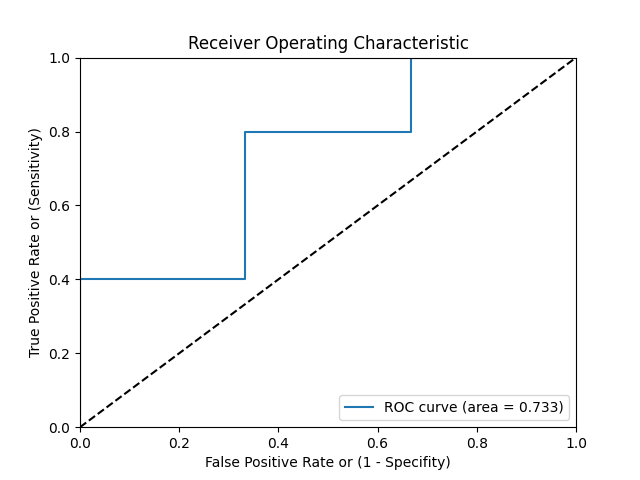 Receiver Operating Characteristic
1.0
0.8
0.6
0.4
0.2
0.0
True Positive Rate or (Sensitivity)
ROC curve (area = 0.733)
0.0 0.2 0.4 0.6 0.8 1.0
False Positive Rate or (1 - Specifity)